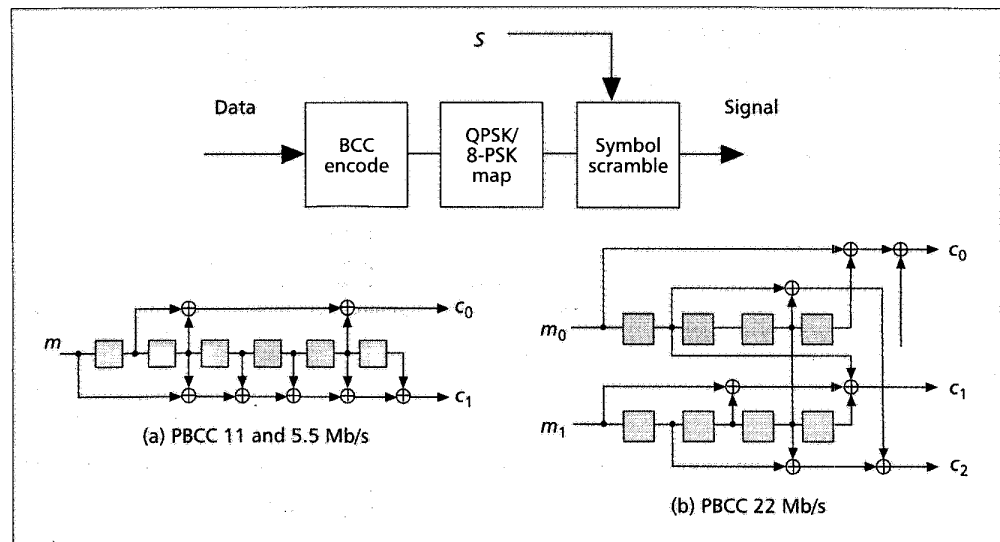 S
Data
Signal
BCC
encode
QPSK/
8-PSK
map
Symbol
scramble
m
c0
c1
(a) PBCC 11 and 5.5 Mb/s
m0
m1
c0
c1
c2
(b) PBCC 22 Mb/s